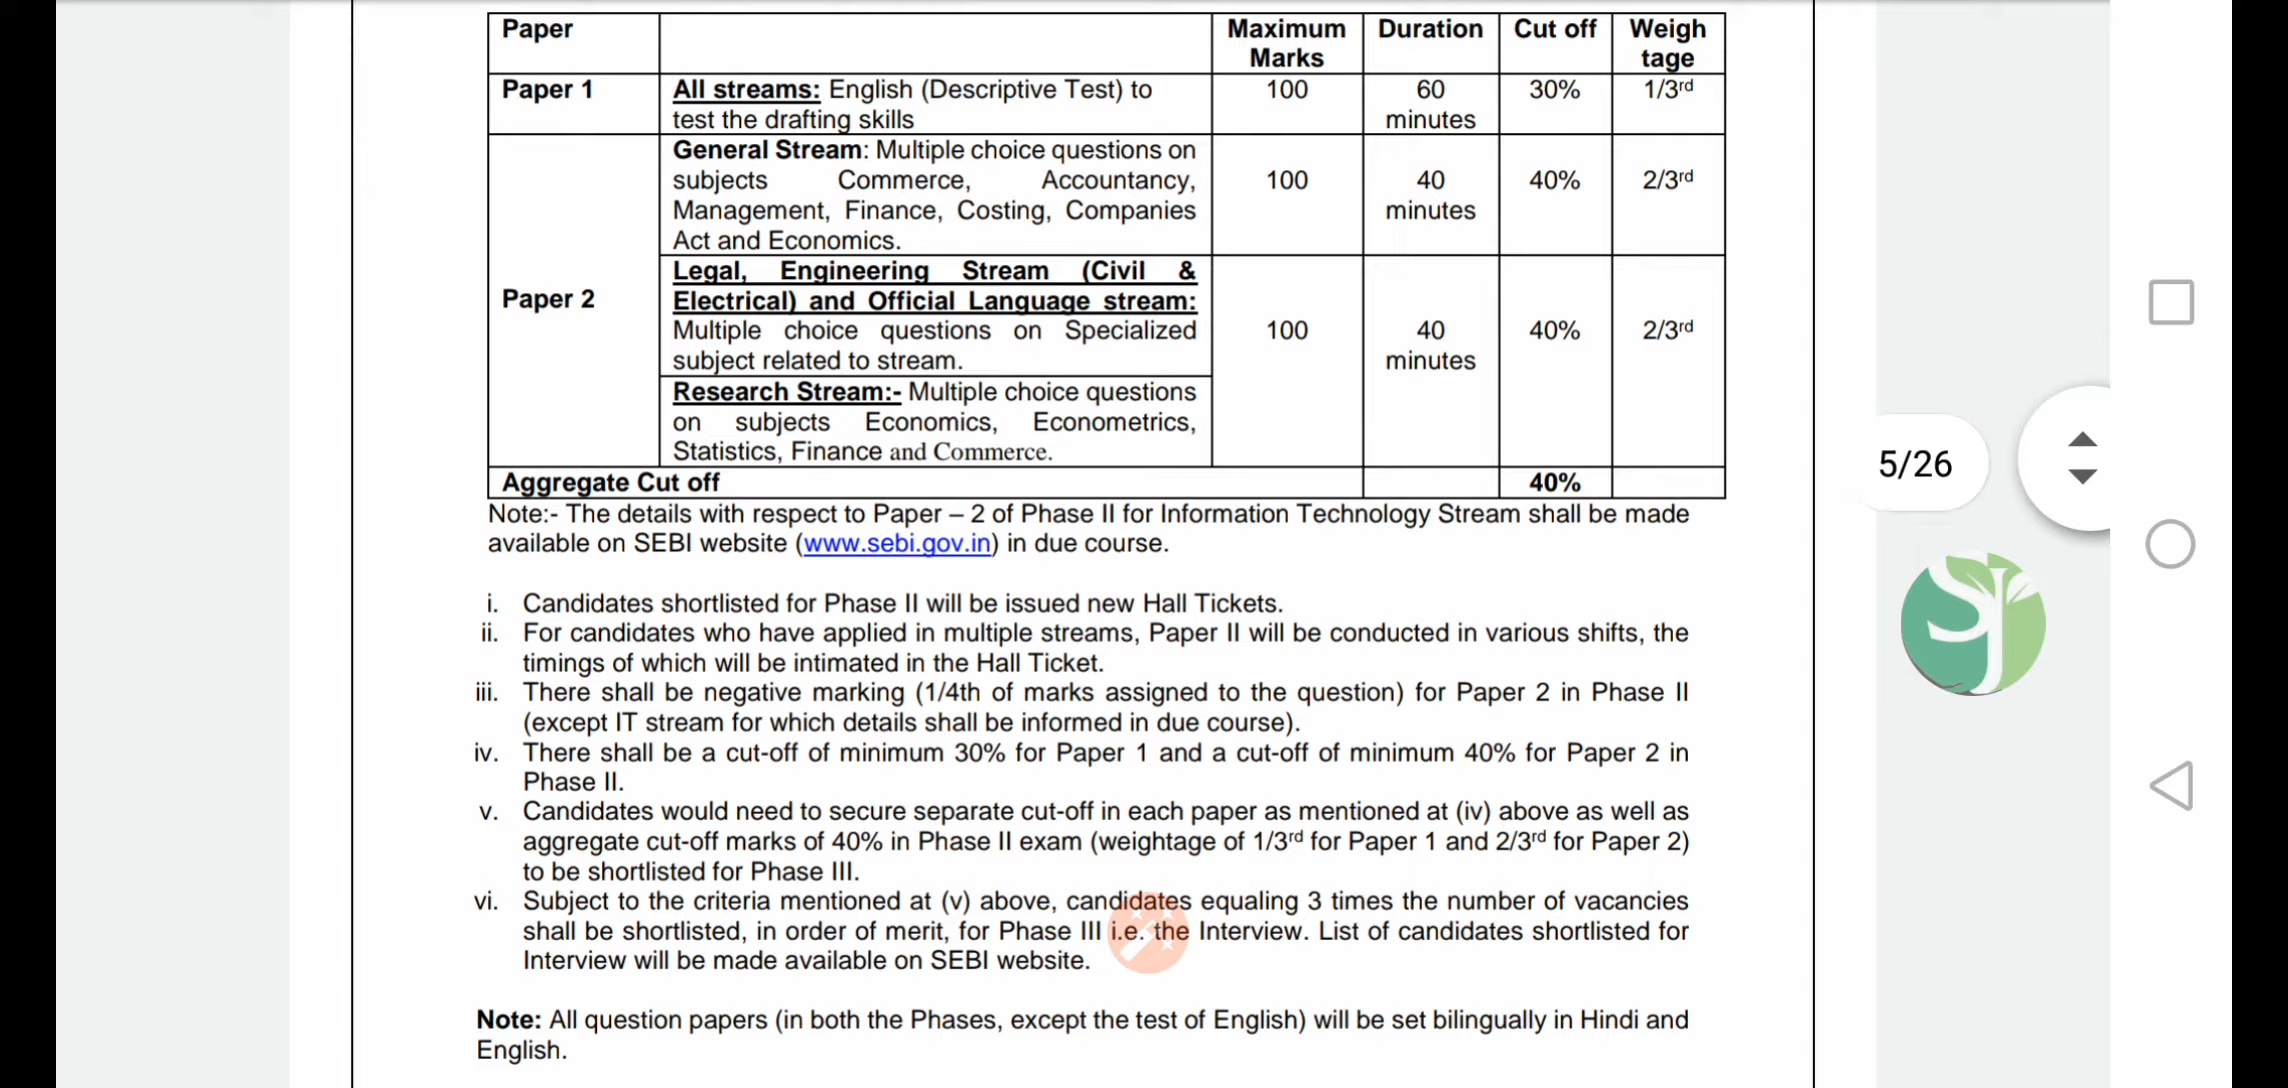 Paper Maximum Marks Duration Cut off Weigh tage
Paper 1 All streams: English (Descriptive Test) to 100 60 30% 1/3rd
test the drafting skills minutes
General Stream: Multiple choice questions on
subjects Commerce, Accountancy, 100 40 40% 2/3rd
Management, Finance, Costing, Companies minutes
Act and Economics.
Legal, Engineering Stream (Civil &
Paper 2 Electrical) and Official Language stream:
Multiple choice questions on Specialized 100 40 40% 2/3rd
subject related to stream. minutes
Research Stream:- Multiple choice questions
on subjects Economics, Econometrics,
Statistics, Finance and Commerce.
Aggregate Cut off 40%
Note:- The details with respect to Paper – 2 of Phase II for Information Technology Stream shall be made
available on SEBI website (www.sebi.gov.in) in due course.
i. Candidates shortlisted for Phase II will be issued new Hall Tickets.
ii. For candidates who have applied in multiple streams, Paper II will be conducted in various shifts, the
timings of which will be intimated in the Hall Ticket.
iii. There shall be negative marking (1/4th of marks assigned to the question) for Paper 2 in Phase II
(except IT stream for which details shall be informed in due course).
iv. There shall be a cut-off of minimum 30% for Paper 1 and a cut-off of minimum 40% for Paper 2 in
Phase II.
v. Candidates would need to secure separate cut-off in each paper as mentioned at (iv) above as well as
aggregate cut-off marks of 40% in Phase II exam (weightage of 1/3rd for Paper 1 and 2/3rd for Paper 2)
to be shortlisted for Phase III.
vi. Subject to the criteria mentioned at (v) above, candidates equaling 3 times the number of vacancies
shall be shortlisted, in order of merit, for Phase III i.e. the Interview. List of candidates shortlisted for
Interview will be made available on SEBI website.
Note: All question papers (in both the Phases, except the test of English) will be set bilingually in Hindi and
English.
5/26